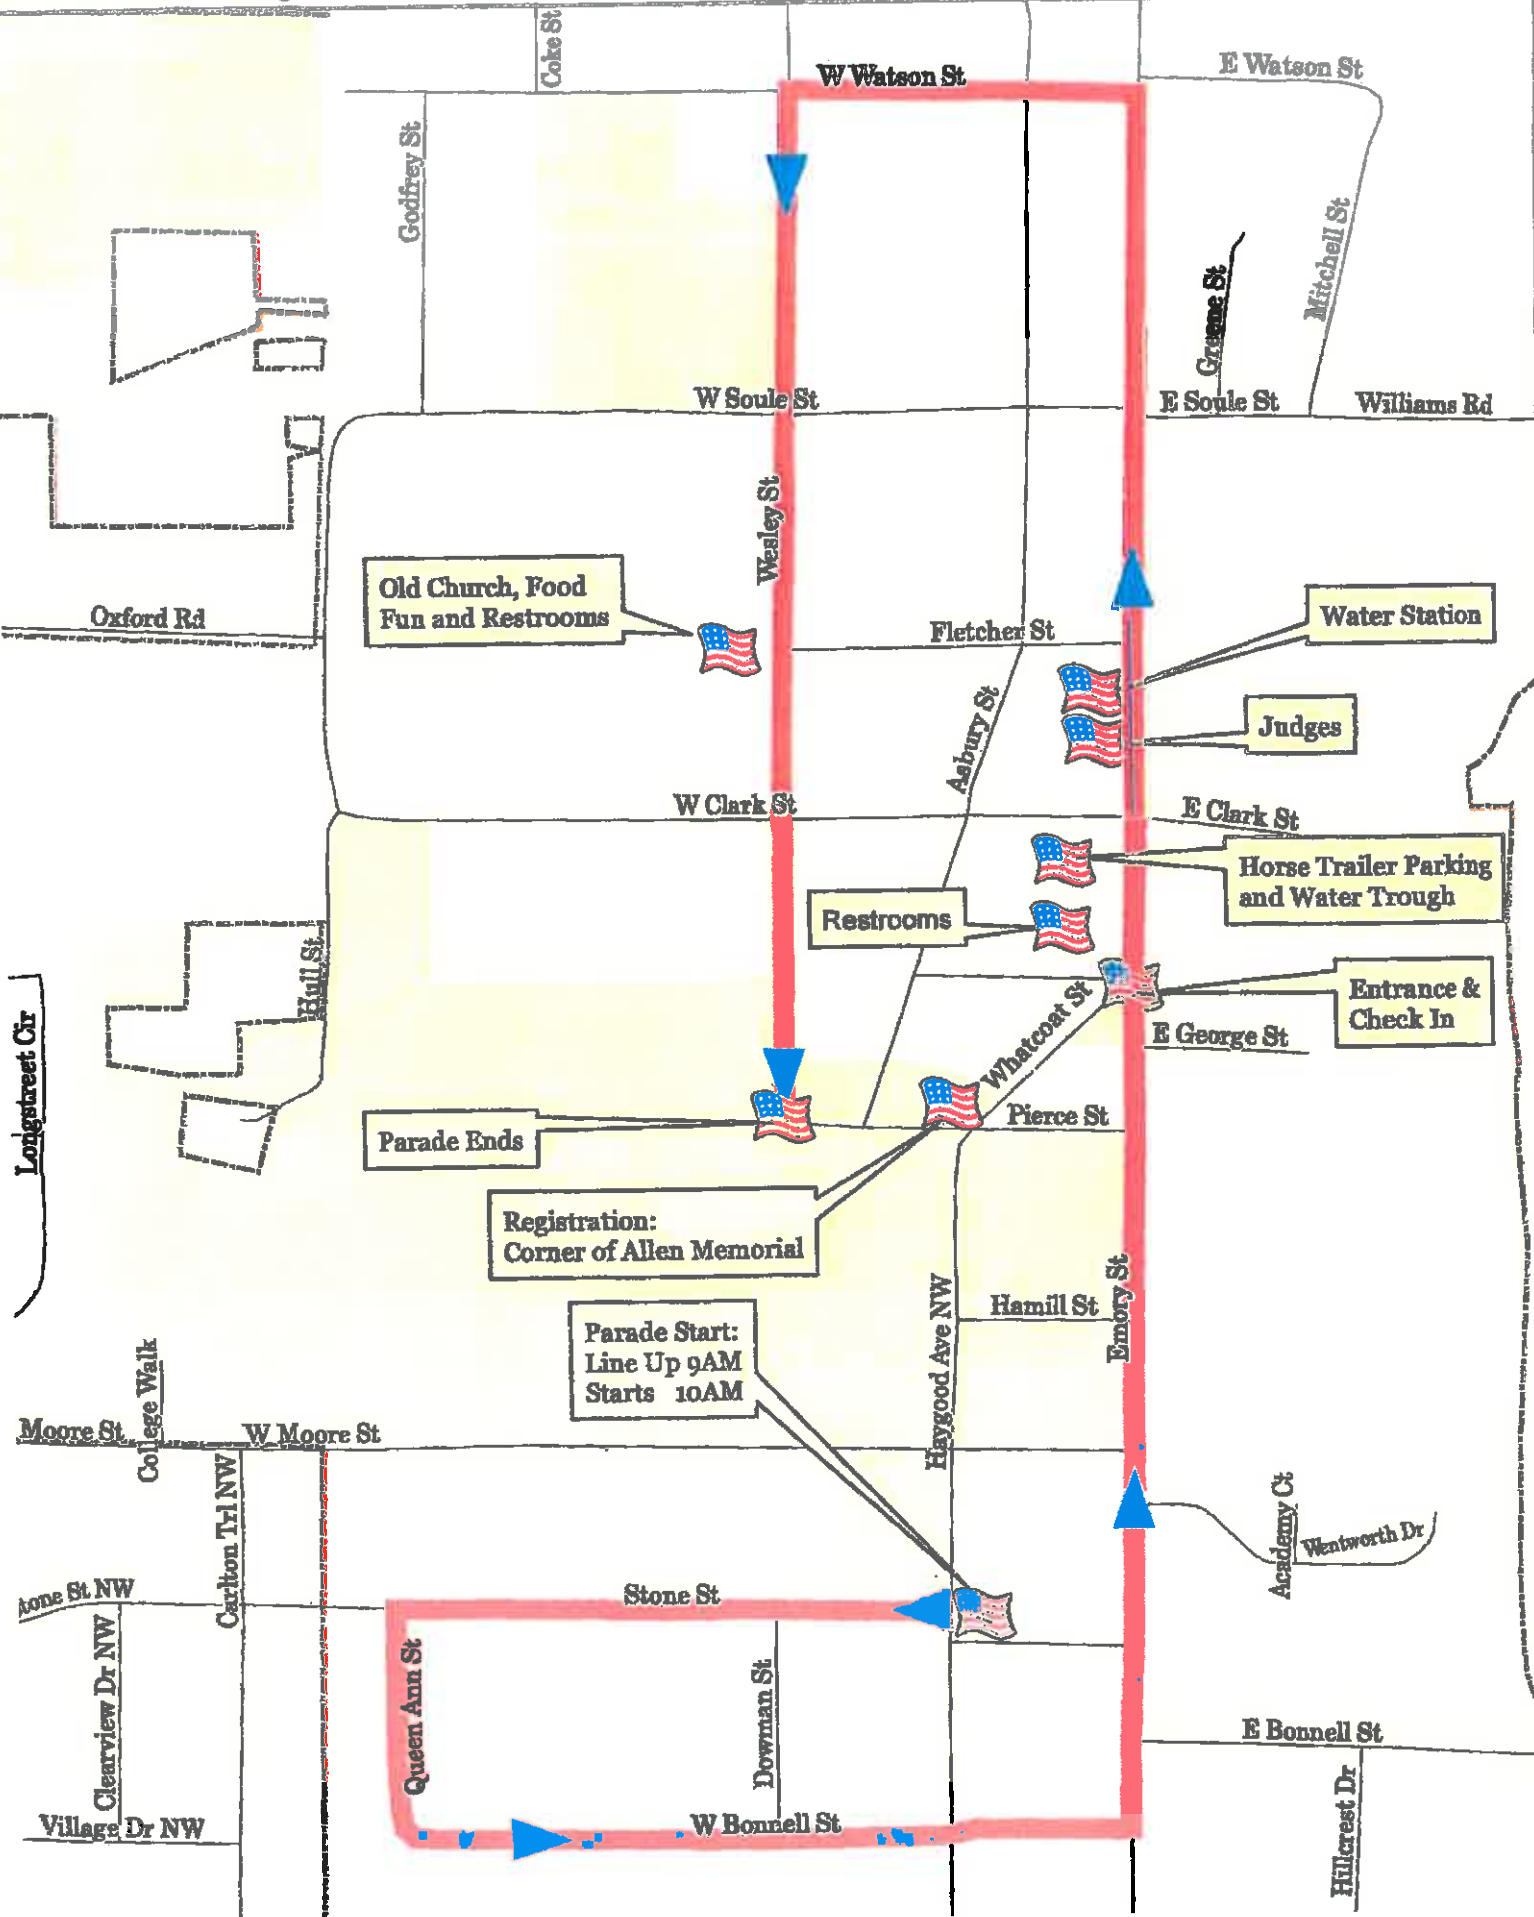 Coke St
W Watson St
E Watson St
Godfrey St
Mitchell St
Greene St
W Soule St
E Soule St
Williams Rd
Wesley St
Old Church, Food
Fun and Restrooms
Oxford Rd
Fletcher St
Water Station
Asbury St
Judges
W Clark St
E Clark St
Horse Trailer Parking
and Water Trough
Restrooms
Hull St
Entrance &
Check In
Whatcoat St
E George St
Longstreet Cir
Parade Ends
Pierce St
Registration:
Corner of Allen Memorial
Emory St
Hamill St
Haygood Ave NW
Parade Start:
Line Up 9AM
Starts 10AM
College Walk
Moore St
W Moore St
Carlton Trl NW
Academy Ct
Wentworth Dr
tone St NW
Stone St
Clearview Dr NW
Queen Ann St
Dowman St
E Bonnell St
Village Dr NW
W Bonnell St
Hillcrest Dr